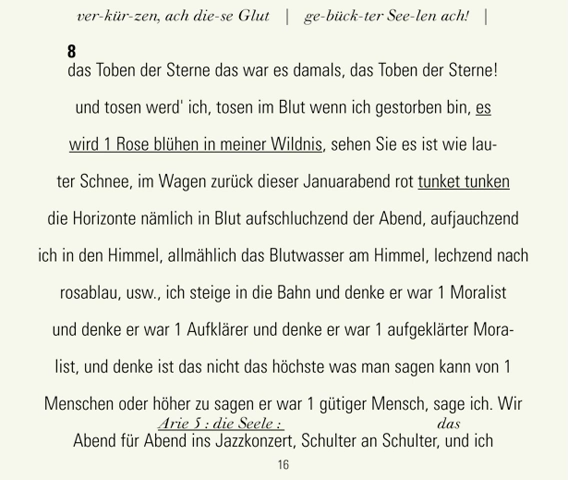 ver-kür-zen, ach die-se Glut | ge-bück-ter See-len ach! |
8
das Toben der Sterne das war es damals, das Toben der Sterne!
und tosen werd' ich, tosen im Blut wenn ich gestorben bin, es
wird 1 Rose blühen in meiner Wildnis, sehen Sie es ist wie lau-
ter Schnee, im Wagen zurück dieser Januarabend rot tunket tunken
die Horizonte nämlich in Blut aufschluchzend der Abend, aufjauchzend
ich in den Himmel, allmählich das Blutwasser am Himmel, lechzend nach
rosablau, usw., ich steige in die Bahn und denke er war 1 Moralist
und denke er war 1 Aufklärer und denke er war 1 aufgeklärter Mora-
list, und denke ist das nicht das höchste was man sagen kann von 1
Menschen oder höher zu sagen er war 1 gütiger Mensch, sage ich. Wir
Arie 5 : die Seele : das
Abend für Abend ins Jazzkonzert, Schulter an Schulter, und ich
16